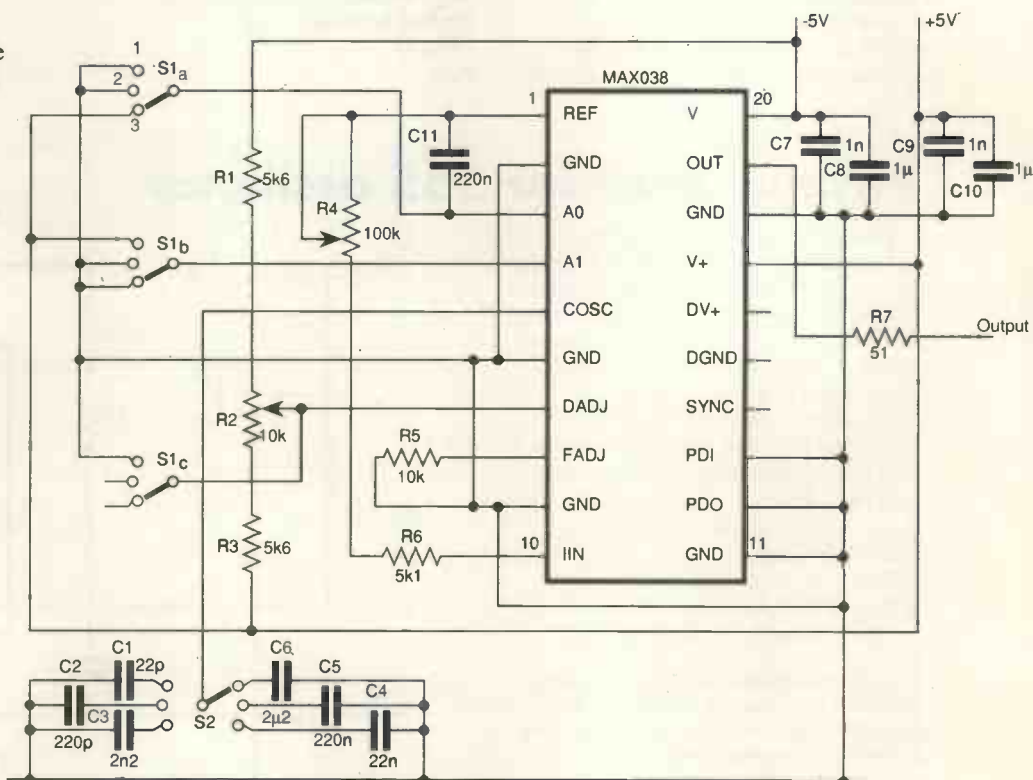 e
-5V
+5V
1
2
3
S1a
MAX038
1
20
REF
V
GND
OUT
A0
GND
A1
V+
COSC
DV+
GND
DGND
DADJ
SYNC
FADJ
PDI
GND
PDO
10
IIN
GND
11
C11
220n
C7
1n
C8
1µ
C9
1n
C10
1µ
R1
5k6
R4
100k
S1b
R7
51
Output
R2
10k
S1c
R5
10k
R3
5k6
R6
5k1
C1
22p
C2
220p
C3
2n2
S2
C6
2µ2
C5
220n
C4
22n